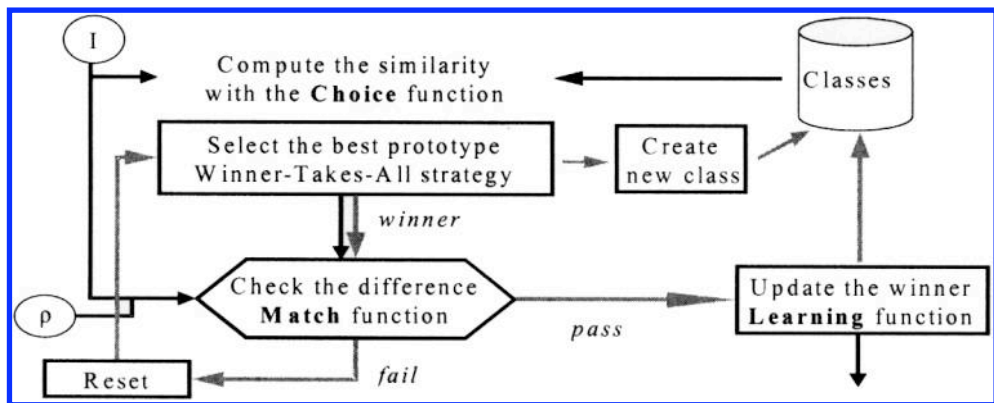 I
Compute the similarity
with the Choice function
Classes
Select the best prototype
Winner-Takes-All strategy
Create
new class
winner
Check the difference
Match function
ρ
pass
Update the winner
Learning function
Reset
fail